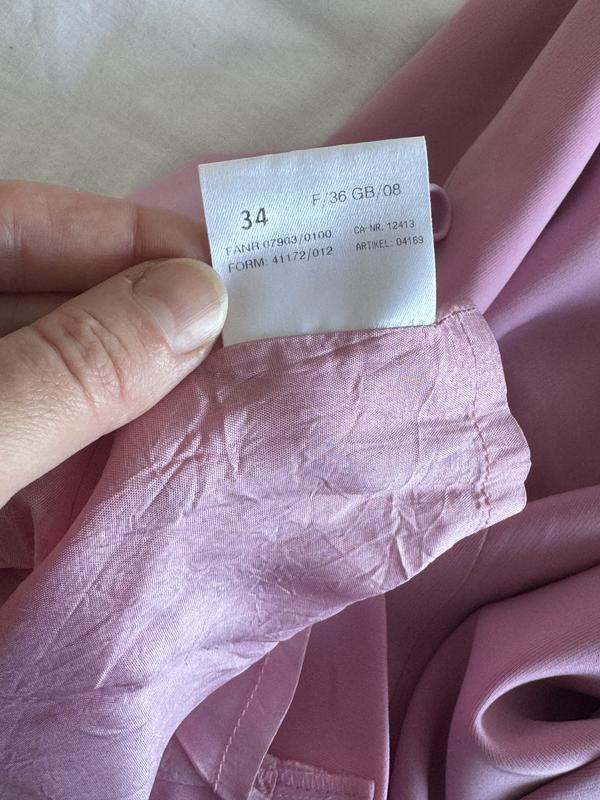 34 F/36 GB/08
FANR 07903/0100 CA-NR. 12413
FORM: 41172/012 ARTIKEL: 04169